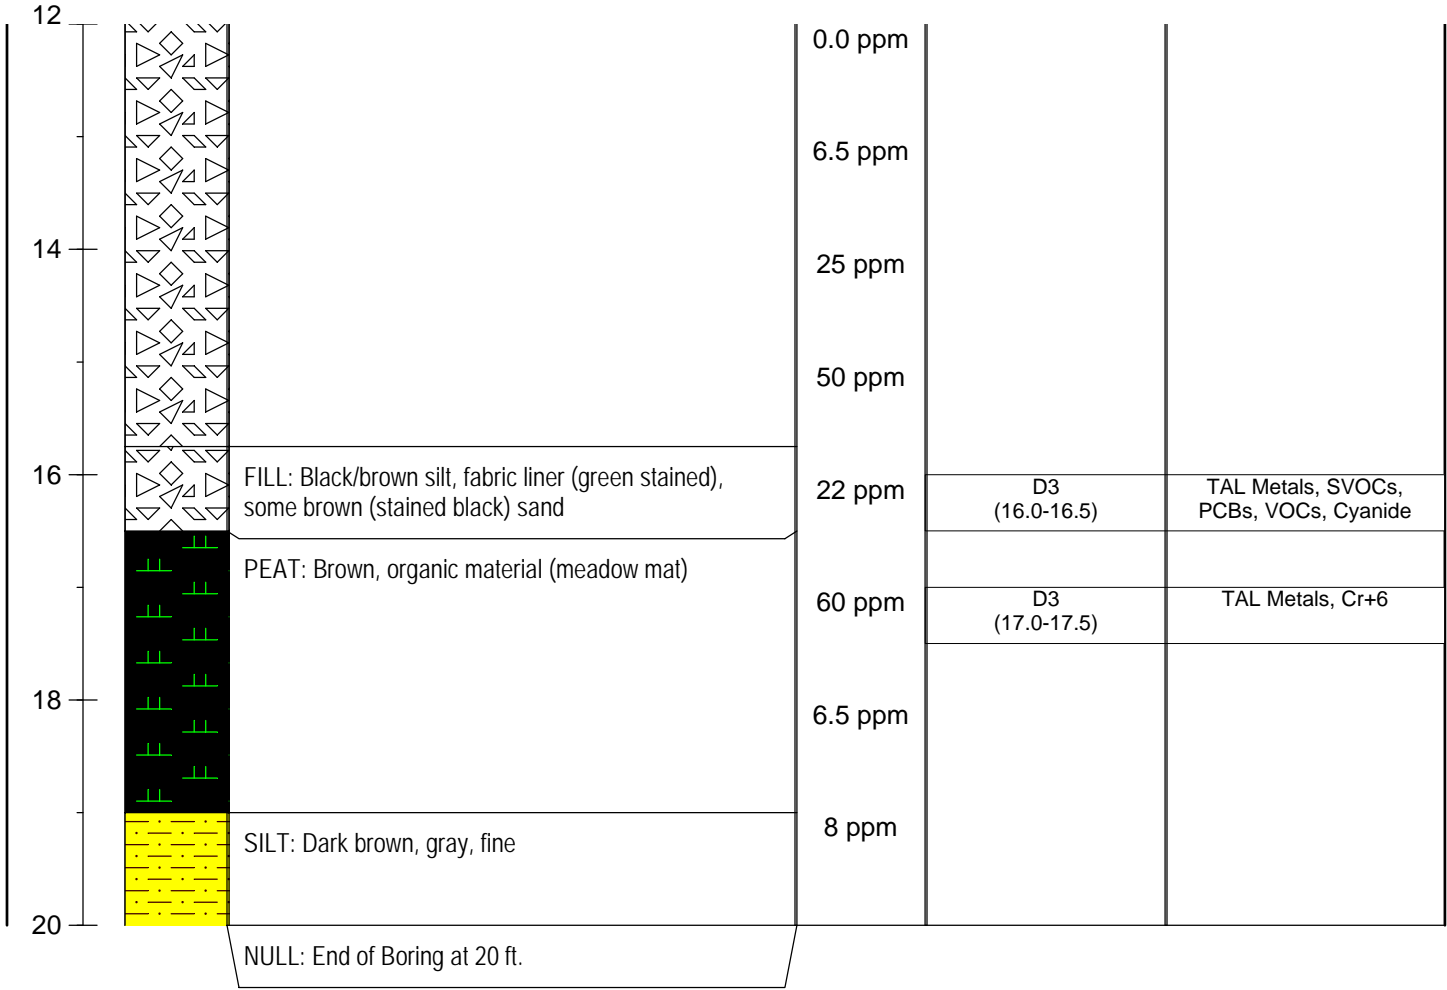 12
0.0 ppm
6.5 ppm
14
25 ppm
50 ppm
16
FILL: Black/brown silt, fabric liner (green stained),
some brown (stained black) sand
22 ppm
D3
(16.0-16.5)
TAL Metals, SVOCs,
PCBs, VOCs, Cyanide
PEAT: Brown, organic material (meadow mat)
60 ppm
D3
(17.0-17.5)
TAL Metals, Cr+6
18
6.5 ppm
SILT: Dark brown, gray, fine
8 ppm
20
NULL: End of Boring at 20 ft.